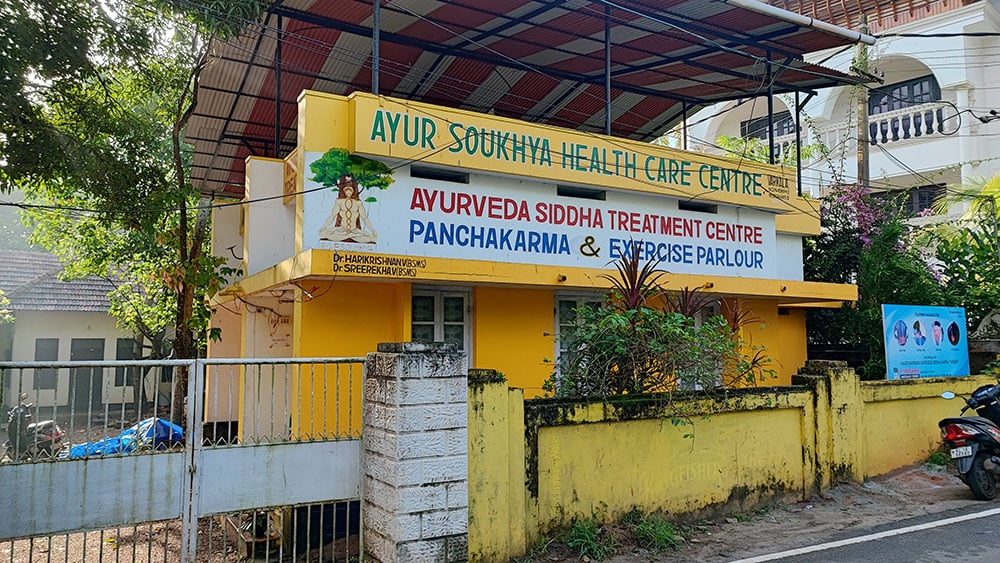 AYUR SOUKHYA HEALTH CARE CENTRE
AYURVEDA SIDDHA TREATMENT CENTRE
PANCHAKARMA & EXERCISE PARLOUR
Dr.HARIKRISHNAN.V(BSMS)
Dr.SREEREKHA.V(BSMS)